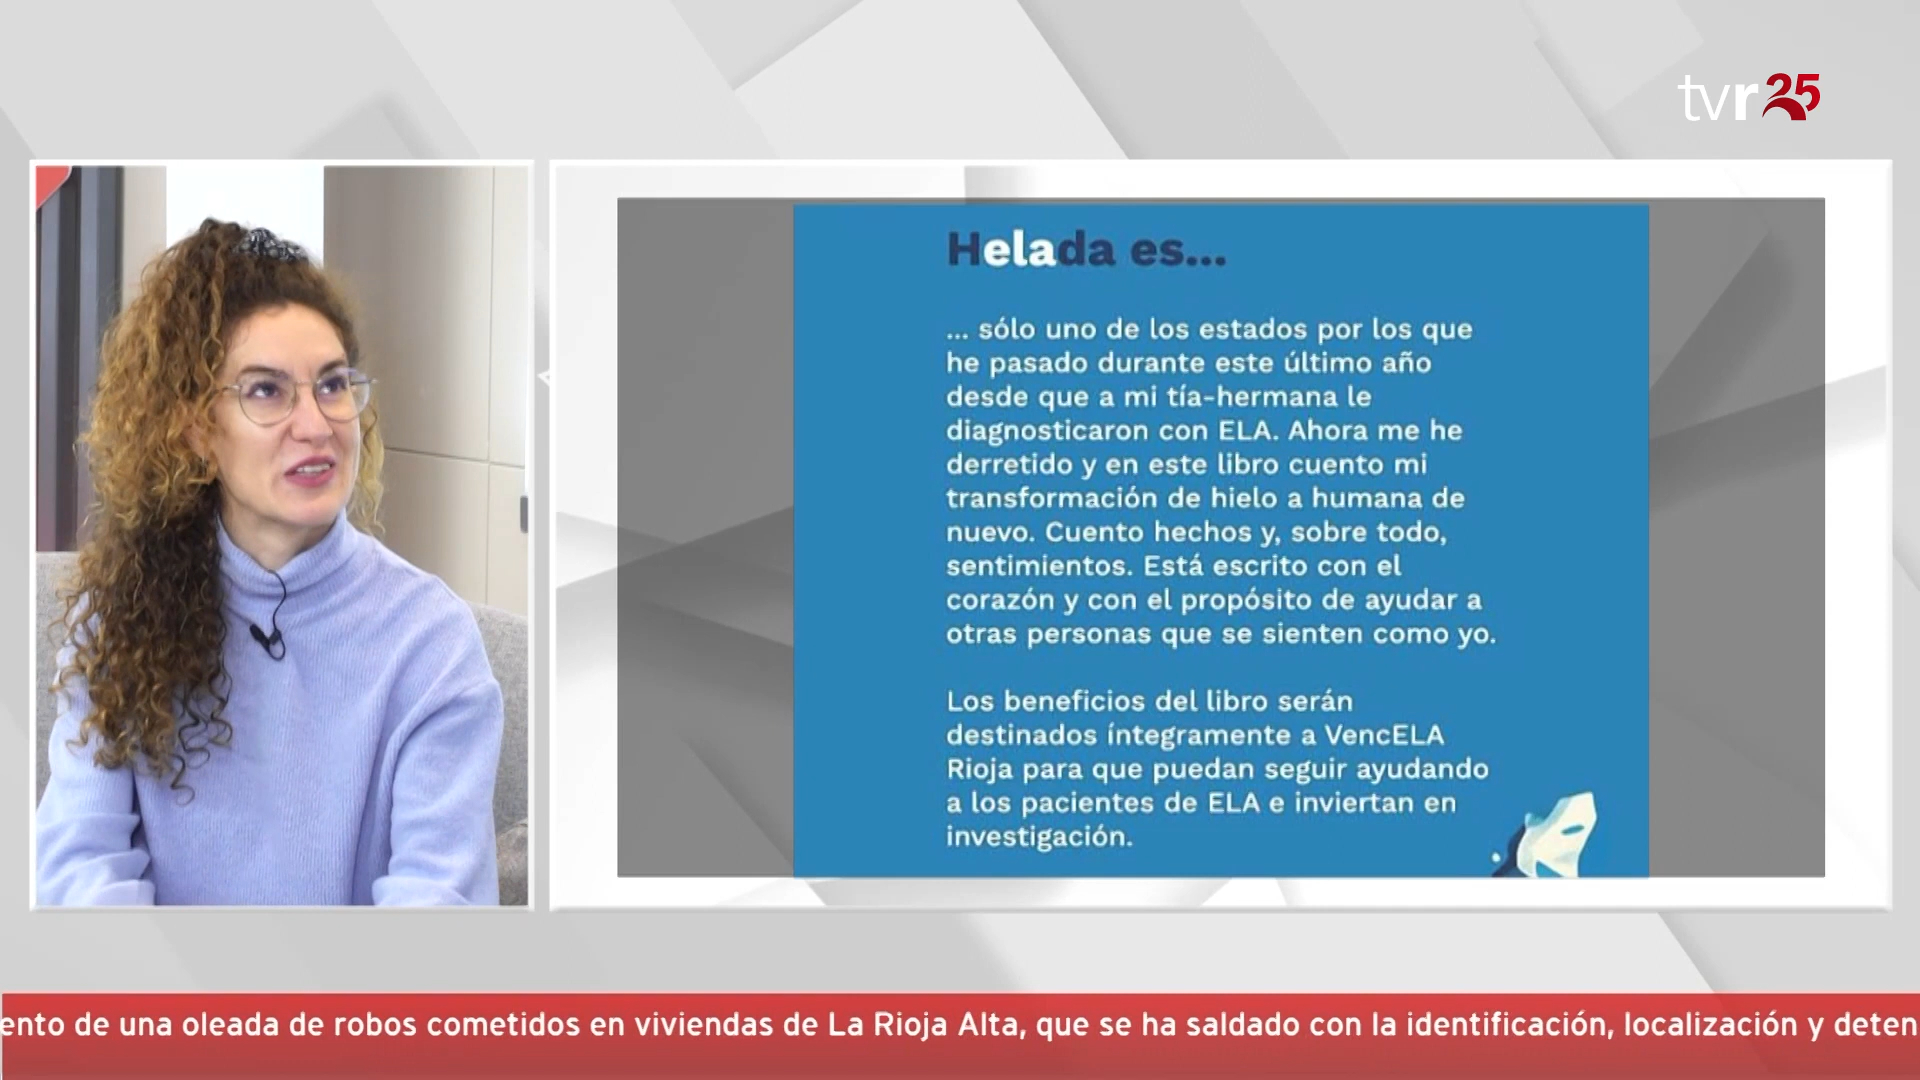 tvr25
Helada es...
... sólo uno de los estados por los que
he pasado durante este último año
desde que a mi tía-hermana le
diagnosticaron con ELA. Ahora me he
derretido y en este libro cuento mi
transformación de hielo a humana de
nuevo. Cuento hechos y, sobre todo,
sentimientos. Está escrito con el
corazón y con el propósito de ayudar a
otras personas que se sienten como yo.
Los beneficios del libro serán
destinados íntegramente a VencELA
Rioja para que puedan seguir ayudando
a los pacientes de ELA e inviertan en
investigación.
ento de una oleada de robos cometidos en viviendas de La Rioja Alta, que se ha saldado con la identificación, localización y deten